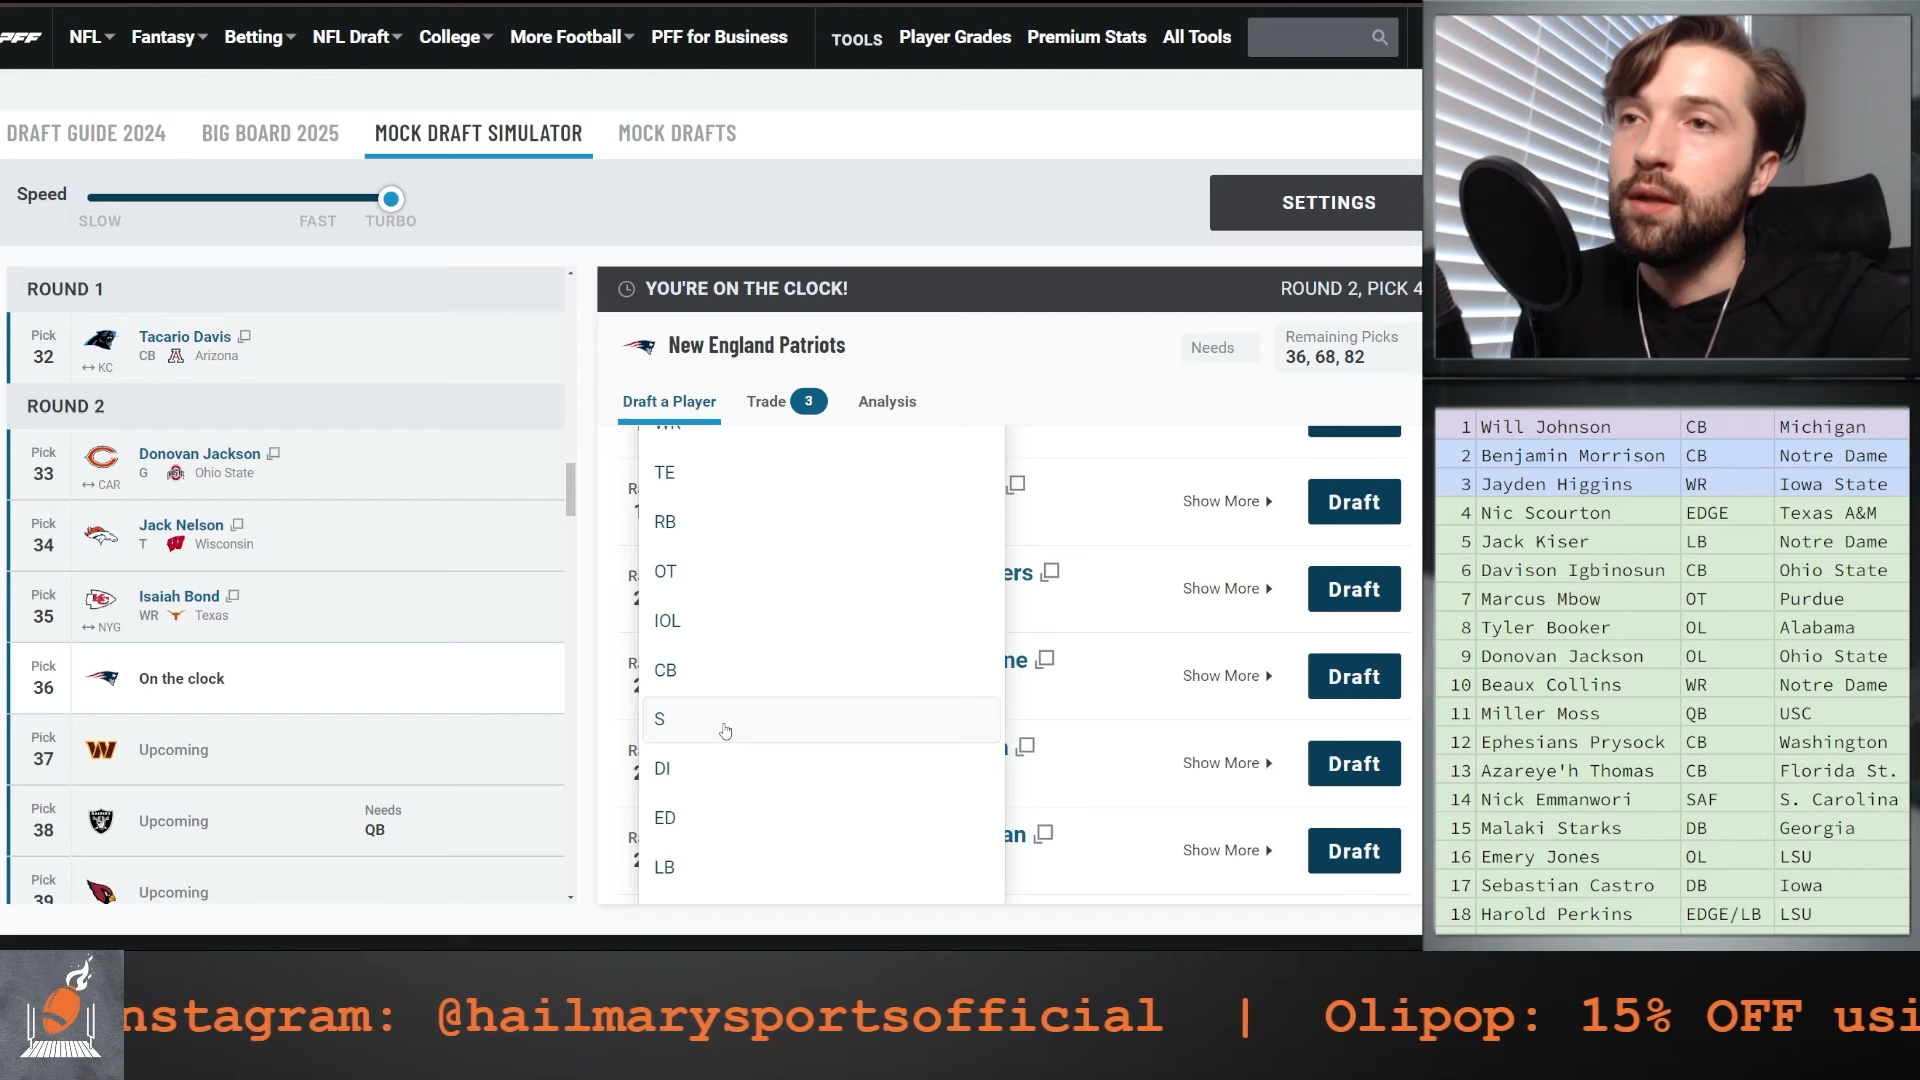 PFF
NFL
Fantasy
Betting
NFL Draft
College
More Football
PFF for Business
TOOLS
Player Grades
Premium Stats
All Tools
DRAFT GUIDE 2024
BIG BOARD 2025
MOCK DRAFT SIMULATOR
MOCK DRAFTS
Speed
SLOW
FAST
TURBO
SETTINGS
ROUND 1
Pick
32
↔ KC
Tacario Davis
CB Arizona
ROUND 2
Pick
33
↔ CAR
Donovan Jackson
G Ohio State
Pick
34
Jack Nelson
T Wisconsin
Pick
35
↔ NYG
Isaiah Bond
WR Texas
Pick
36
On the clock
Pick
37
Upcoming
Pick
38
Upcoming
Needs
QB
Pick
39
Upcoming
YOU'RE ON THE CLOCK!
ROUND 2, PICK 4
New England Patriots
Needs
Remaining Picks
36, 68, 82
Draft a Player
Trade 3
Analysis
WR
TE
RB
OT
IOL
CB
S
DI
ED
LB
Show More
Draft
ers
Show More
Draft
ne
Show More
Draft
Show More
Draft
an
Show More
Draft
1 Will Johnson CB Michigan
2 Benjamin Morrison CB Notre Dame
3 Jayden Higgins WR Iowa State
4 Nic Scourton EDGE Texas A&M
5 Jack Kiser LB Notre Dame
6 Davison Igbinosun CB Ohio State
7 Marcus Mbow OT Purdue
8 Tyler Booker OL Alabama
9 Donovan Jackson OL Ohio State
10 Beaux Collins WR Notre Dame
11 Miller Moss QB USC
12 Ephesians Prysock CB Washington
13 Azareye'h Thomas CB Florida St.
14 Nick Emmanwori SAF S. Carolina
15 Malaki Starks DB Georgia
16 Emery Jones OL LSU
17 Sebastian Castro DB Iowa
18 Harold Perkins EDGE/LB LSU
nstagram: @hailmarysportsofficial | Olipop: 15% OFF usi